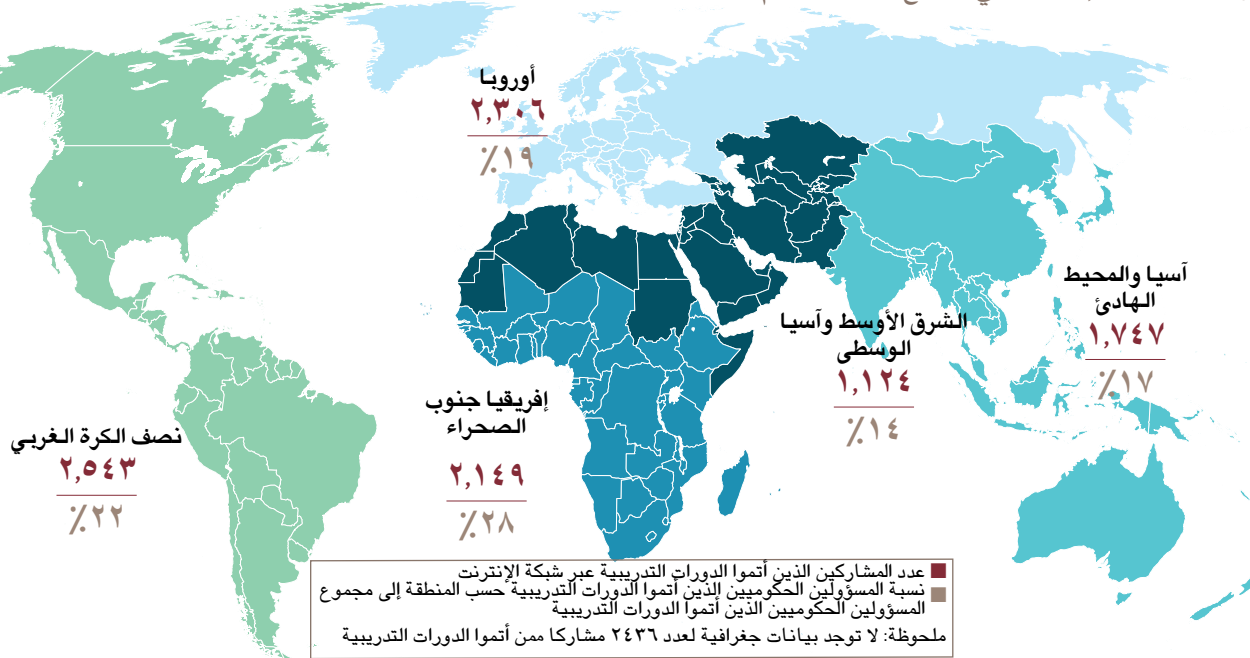 أوروبا
٢,٣٠٦
٪١٩
آسيا والمحيط
الهادئ
١,٧٤٧
٪١٧
الشرق الأوسط وآسيا
الوسطى
١,١٢٤
٪١٤
إفريقيا جنوب
الصحراء
٢,١٤٩
٪٢٨
نصف الكرة الغربي
٢,٥٤٣
٪٢٢
عدد المشاركين الذين أتموا الدورات التدريبية عبر شبكة الإنترنت
نسبة المسؤولين الحكوميين الذين أتموا الدورات التدريبية حسب المنطقة إلى مجموع
المسؤولين الحكوميين الذين أتموا الدورات التدريبية
ملحوظة: لا توجد بيانات جغرافية لعدد ٢٤٣٦ مشاركا ممن أتموا الدورات التدريبية